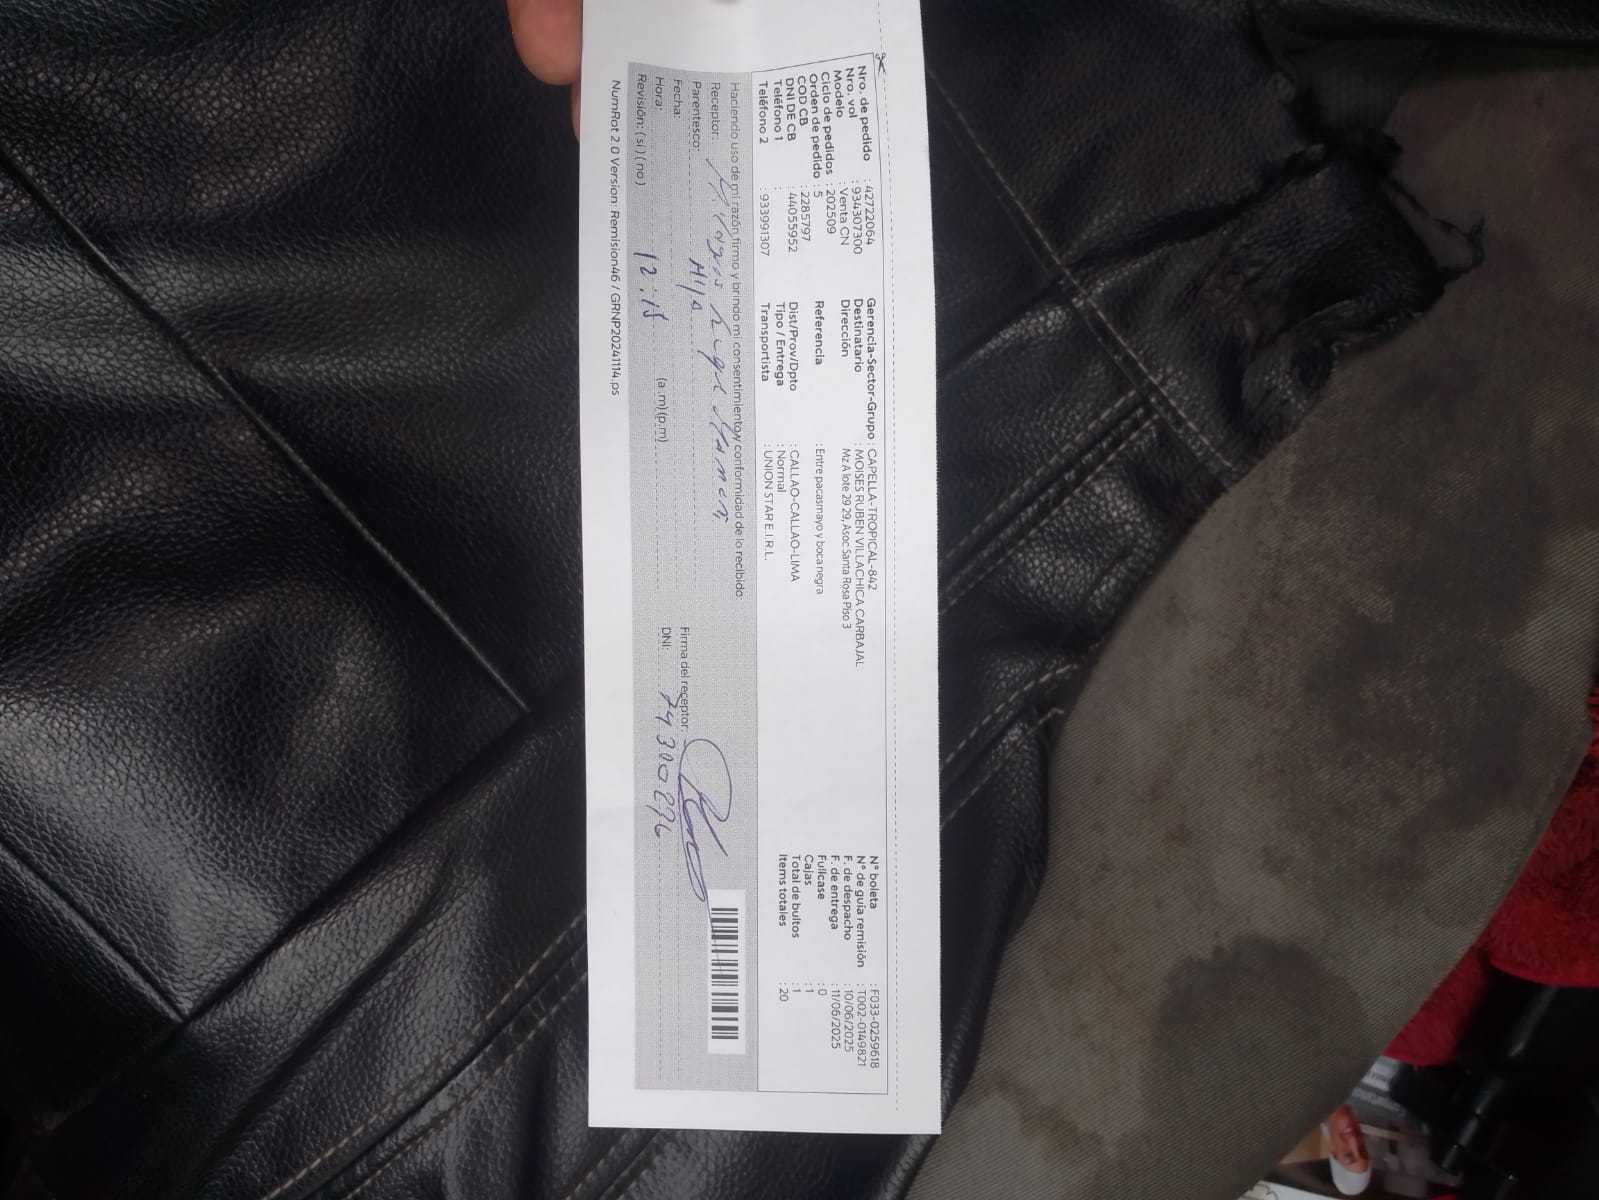 Nro. de pedido : 42722064
Nro. vol : 934307300
Modelo : Venta CN
Ciclo de pedidos : 202509
Orden de pedido : 5
COD CB : 2285797
DNI DE CB : 44055952
Teléfono 1 :
Teléfono 2 : 933991307
Gerencia-Sector-Grupo : CAPELLA-TROPICAL-842
Destinatario : MOISES RUBEN VILLACHICA CARBAJAL
Dirección : Mz A lote 29 29, Asoc Santa Rosa Piso 3
Referencia : Entre pacasmayo y boca negra
Dist/Prov/Dpto : CALLAO-CALLAO-LIMA
Tipo / Entrega : Normal
Transportista : UNION STAR E.I.R.L.
N° boleta : F033-0259618
N° de guía remisión : T002-0149821
F. de despacho : 10/06/2025
F. de entrega : 11/06/2025
Fullcase : 0
Cajas : 1
Total de bultos : 1
Items totales : 20
Haciendo uso de mi razón firmo y brindo mi consentimiento y conformidad de lo recibido:
Receptor: Milagros
Parentesco: Hija
Fecha:
Hora: 12:15 (a.m)(p.m)
Revisión: (si)(no)
Firma del receptor:
DNI: 74300296
NumRot 2.0 Version: Remision46 / GRNP20241114.ps